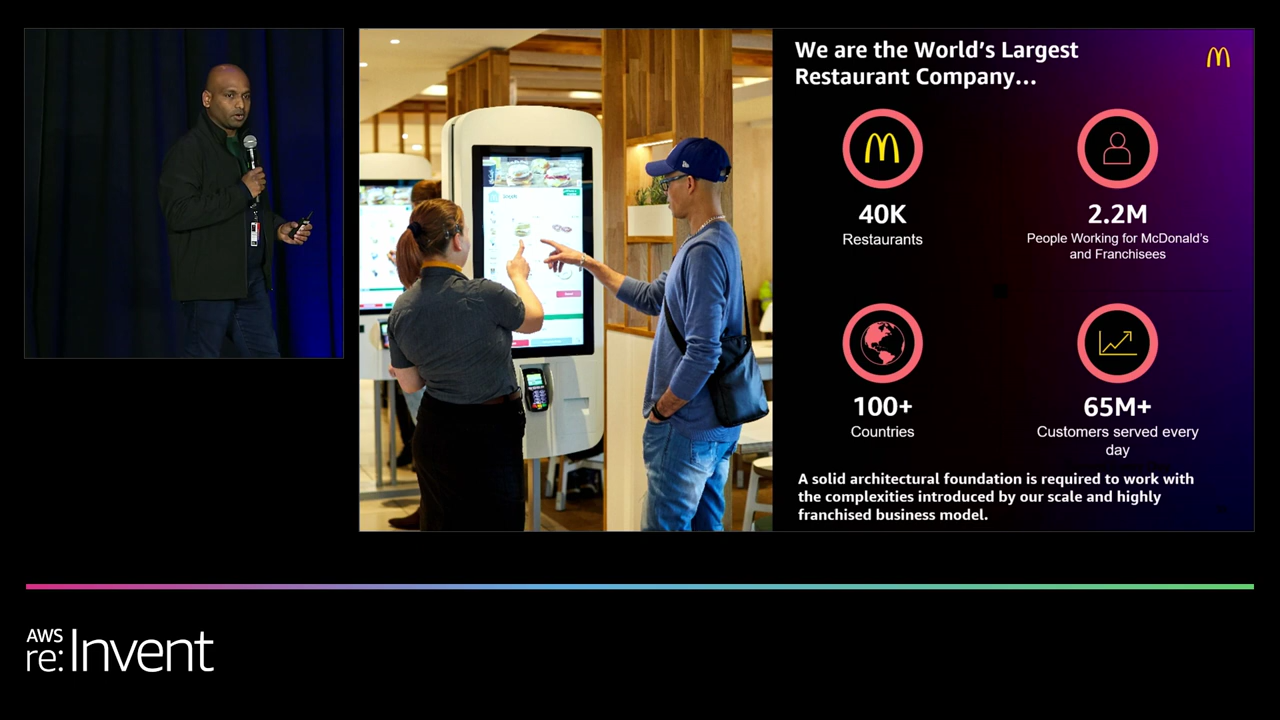 We are the World's Largest
Restaurant Company...
40K
Restaurants
2.2M
People Working for McDonald's
and Franchisees
100+
Countries
65M+
Customers served every
day
A solid architectural foundation is required to work with
the complexities introduced by our scale and highly
franchised business model.
AWS
re:Invent